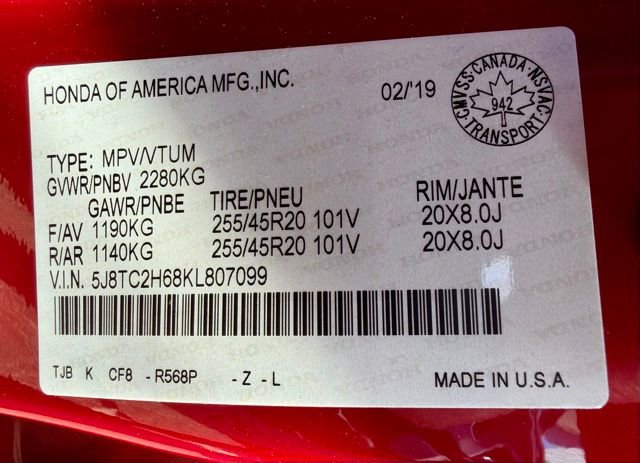 HONDA OF AMERICA MFG.,INC.
02/'19
CMVSS·CANADA·NSVAC
942
·TRANSPORT·
TYPE: MPV/VTUM
GVWR/PNBV 2280KG
GAWR/PNBE TIRE/PNEU RIM/JANTE
F/AV 1190KG 255/45R20 101V 20X8.0J
R/AR 1140KG 255/45R20 101V 20X8.0J
V.I.N. 5J8TC2H68KL807099
TJB K CF8 - R568P - Z - L
MADE IN U.S.A.